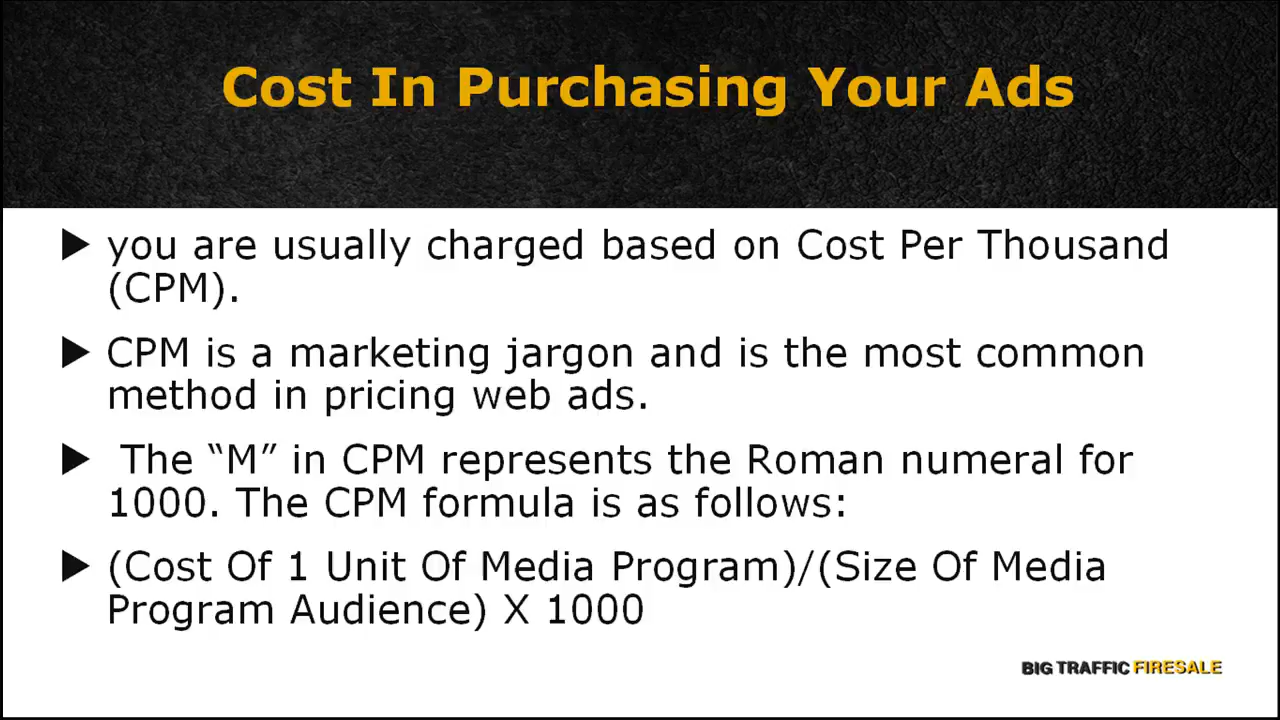 Cost In Purchasing Your Ads
▶ you are usually charged based on Cost Per Thousand
(CPM).
▶ CPM is a marketing jargon and is the most common
method in pricing web ads.
▶ The “M” in CPM represents the Roman numeral for
1000. The CPM formula is as follows:
▶ (Cost Of 1 Unit Of Media Program)/(Size Of Media
Program Audience) X 1000
BIG TRAFFIC FIRESALE